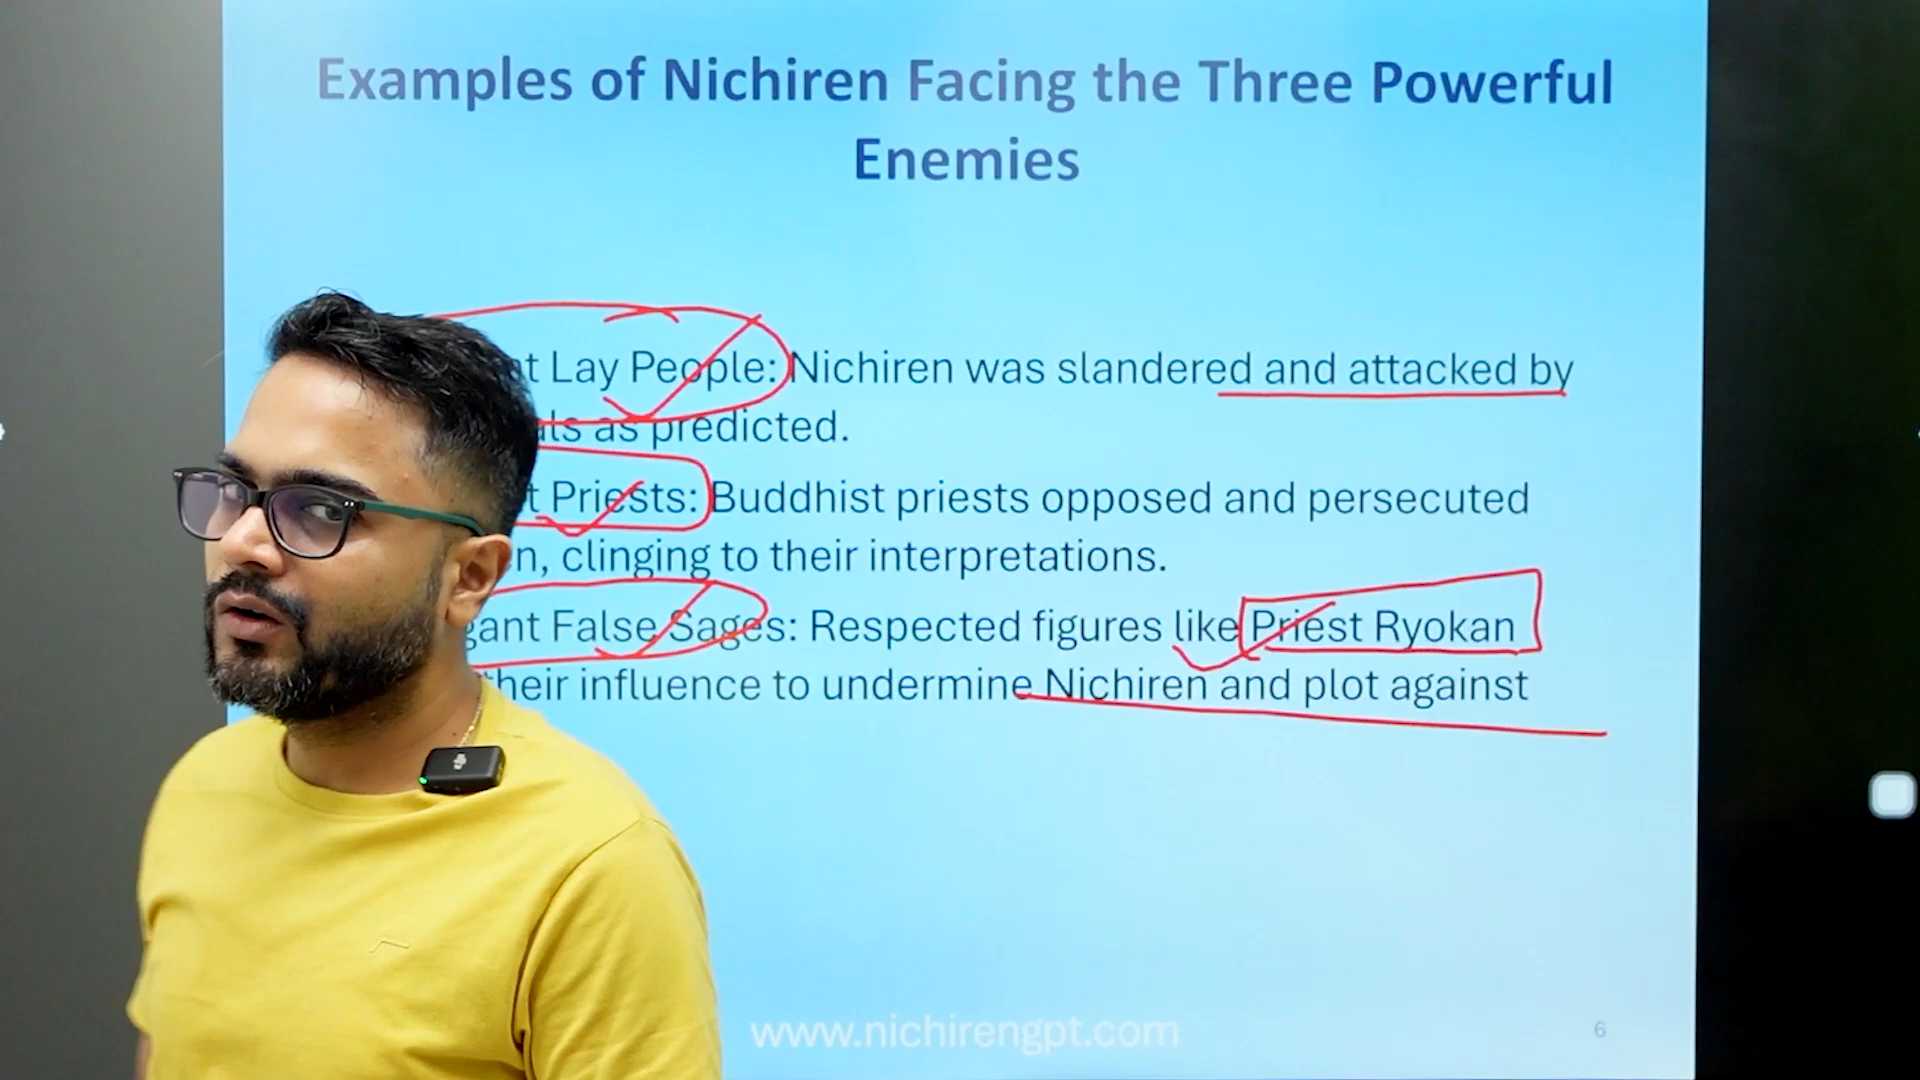 Examples of Nichiren Facing the Three Powerful
Enemies
Lay People: Nichiren was slandered and attacked by
as predicted.
Priests: Buddhist priests opposed and persecuted
clinging to their interpretations.
False Sages: Respected figures like Priest Ryokan
their influence to undermine Nichiren and plot against
www.nichirengpt.com
6
dji